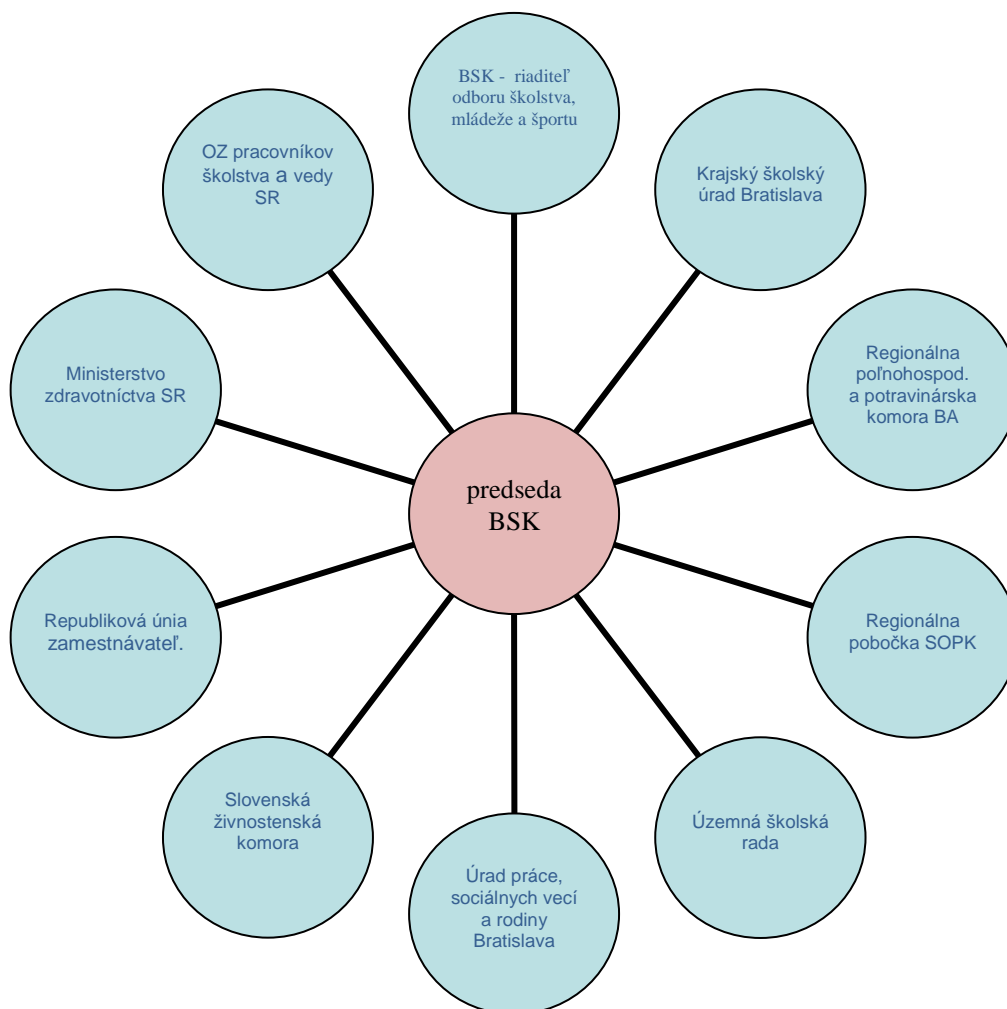 BSK - riaditeľ
odboru školstva,
mládeže a športu
OZ pracovníkov
školstva a vedy
SR
Krajský školský
úrad Bratislava
Ministerstvo
zdravotníctva SR
Regionálna
poľnohospod.
a potravinárska
komora BA
predseda
BSK
Republiková únia
zamestnávateľ.
Regionálna
pobočka SOPK
Slovenská
živnostenská
komora
Územná školská
rada
Úrad práce,
sociálnych vecí
a rodiny
Bratislava